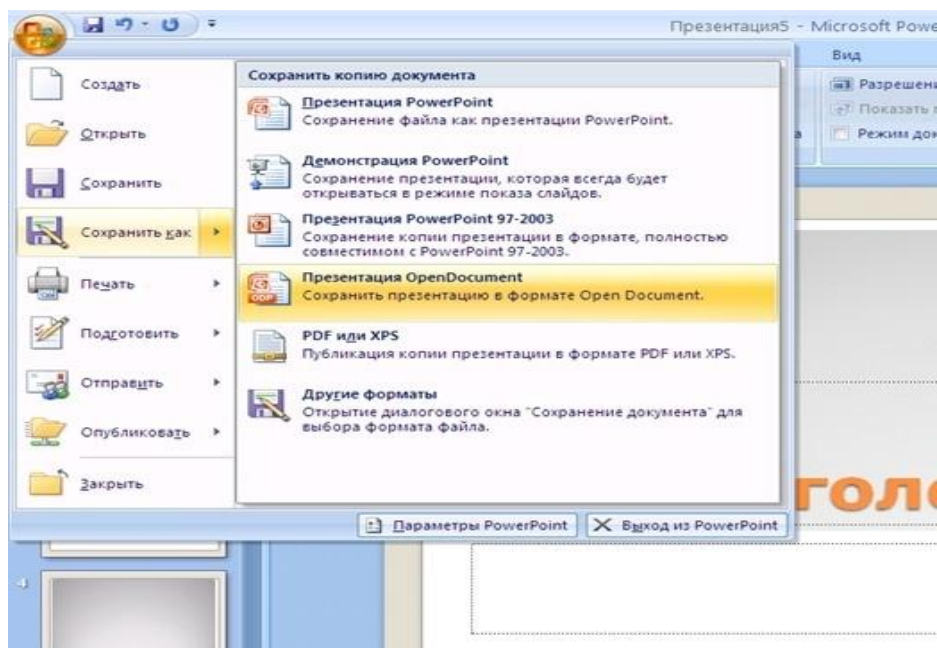 Презентация5 - Microsoft Powe
Вид
Создать
Открыть
Сохранить
Сохранить как
Печать
Подготовить
Отправить
Опубликовать
Закрыть
Сохранить копию документа
Презентация PowerPoint
Сохранение файла как презентации PowerPoint.
Демонстрация PowerPoint
Сохранение презентации, которая всегда будет
открываться в режиме показа слайдов.
Презентация PowerPoint 97-2003
Сохранение копии презентации в формате, полностью
совместимом с PowerPoint 97-2003.
Презентация OpenDocument
Сохранить презентацию в формате Open Document.
PDF или XPS
Публикация копии презентации в формате PDF или XPS.
Другие форматы
Открытие диалогового окна "Сохранение документа" для
выбора формата файла.
Параметры PowerPoint
Выход из PowerPoint
Разрешени
Показать
а Режим док
голо
4